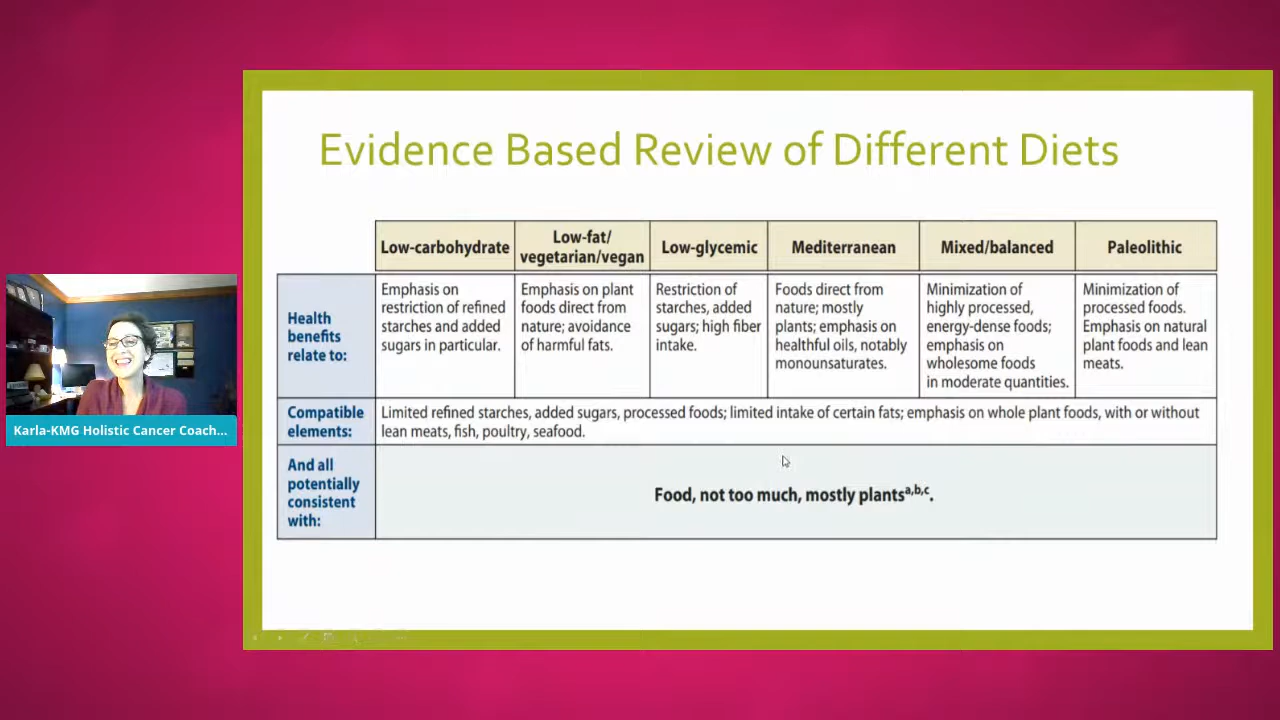 Evidence Based Review of Different Diets
Low-carbohydrate
Low-fat/
vegetarian/vegan
Low-glycemic
Mediterranean
Mixed/balanced
Paleolithic
Health
benefits
relate to:
Emphasis on
restriction of refined
starches and added
sugars in particular.
Emphasis on plant
foods direct from
nature; avoidance
of harmful fats.
Restriction of
starches, added
sugars; high fiber
intake.
Foods direct from
nature; mostly
plants; emphasis on
healthful oils, notably
monounsaturates.
Minimization of
highly processed,
energy-dense foods;
emphasis on
wholesome foods
in moderate quantities.
Minimization of
processed foods.
Emphasis on natural
plant foods and lean
meats.
Compatible
elements:
Limited refined starches, added sugars, processed foods; limited intake of certain fats; emphasis on whole plant foods, with or without
lean meats, fish, poultry, seafood.
And all
potentially
consistent
with:
Food, not too much, mostly plantsa,b,c.
Karla-KMG Holistic Cancer Coach...